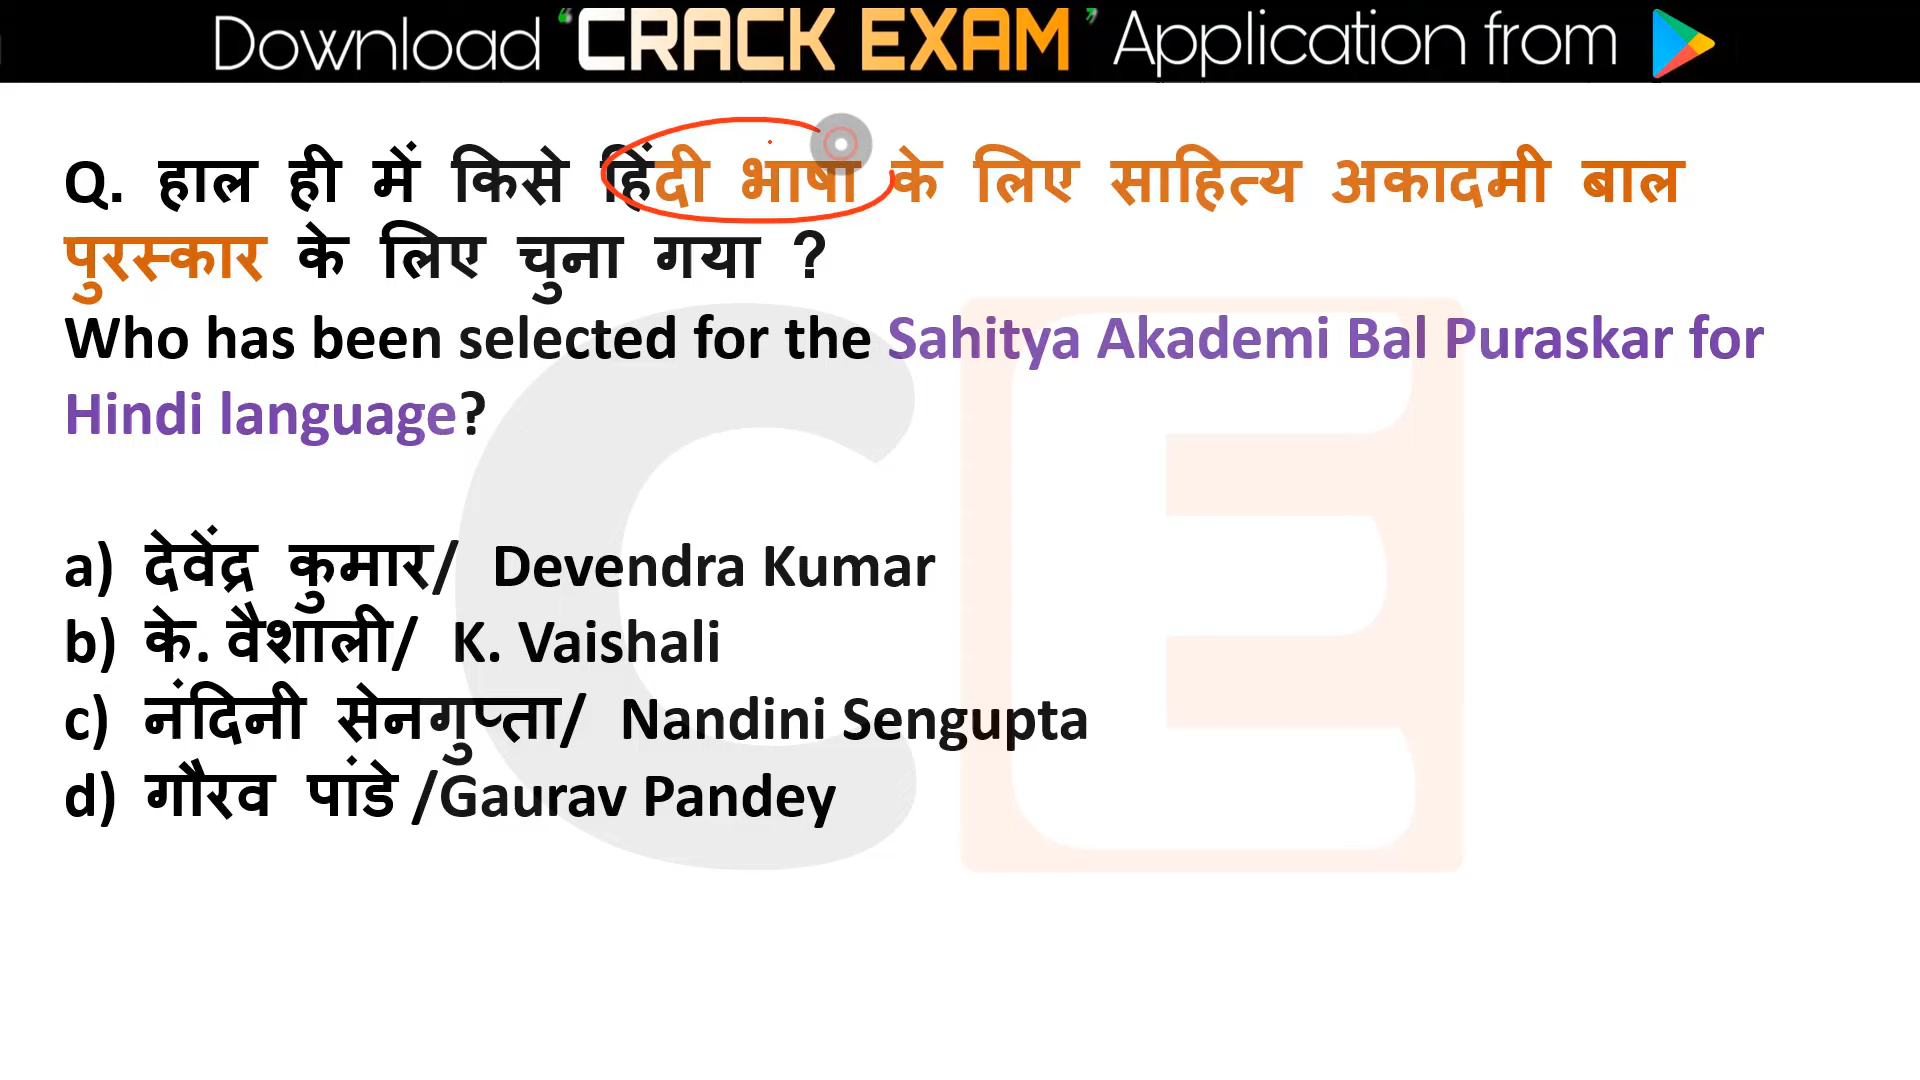 Download ‘CRACK EXAM’ Application from
Q. हाल ही में किसे हिंदी भाषा के लिए साहित्य अकादमी बाल
पुरस्कार के लिए चुना गया ?
Who has been selected for the Sahitya Akademi Bal Puraskar for
Hindi language?
a) देवेंद्र कुमार/ Devendra Kumar
b) के. वैशाली/ K. Vaishali
c) नंदिनी सेनगुप्ता/ Nandini Sengupta
d) गौरव पांडे /Gaurav Pandey
CE